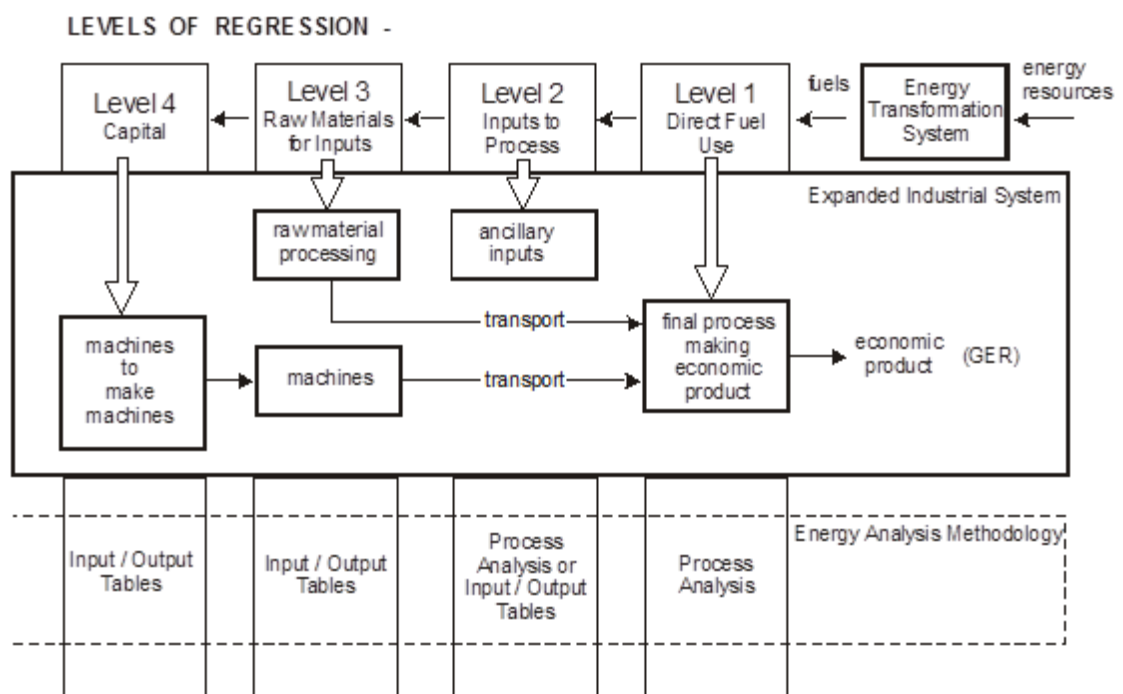 LEVELS OF REGRESSION -
Level 4
Capital
Level 3
Raw Materials
for Inputs
Level 2
Inputs to
Process
Level 1
Direct Fuel
Use
fuels
Energy
Transformation
System
energy
resources
Expanded Industrial System
raw material
processing
ancillary
inputs
transport
final process
making
economic
product
economic
product
(GER)
machines
to
make
machines
machines
transport
Energy Analysis Methodology
Input / Output
Tables
Input / Output
Tables
Process
Analysis or
Input / Output
Tables
Process
Analysis